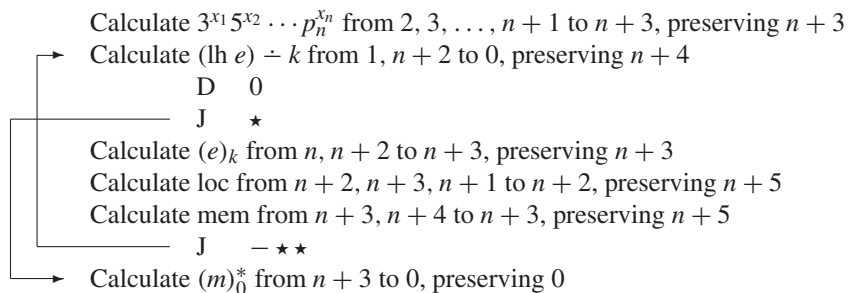 Calculate 3^{x_1}5^{x_2} ⋯ p_n^{x_n} from 2, 3, …, n + 1 to n + 3, preserving n + 3
Calculate (lh e) ∸ k from 1, n + 2 to 0, preserving n + 4
D 0
J ⋆
Calculate (e)_k from n, n + 2 to n + 3, preserving n + 3
Calculate loc from n + 2, n + 3, n + 1 to n + 2, preserving n + 5
Calculate mem from n + 3, n + 4 to n + 3, preserving n + 5
J − ⋆ ⋆
Calculate (m)_0^* from n + 3 to 0, preserving 0